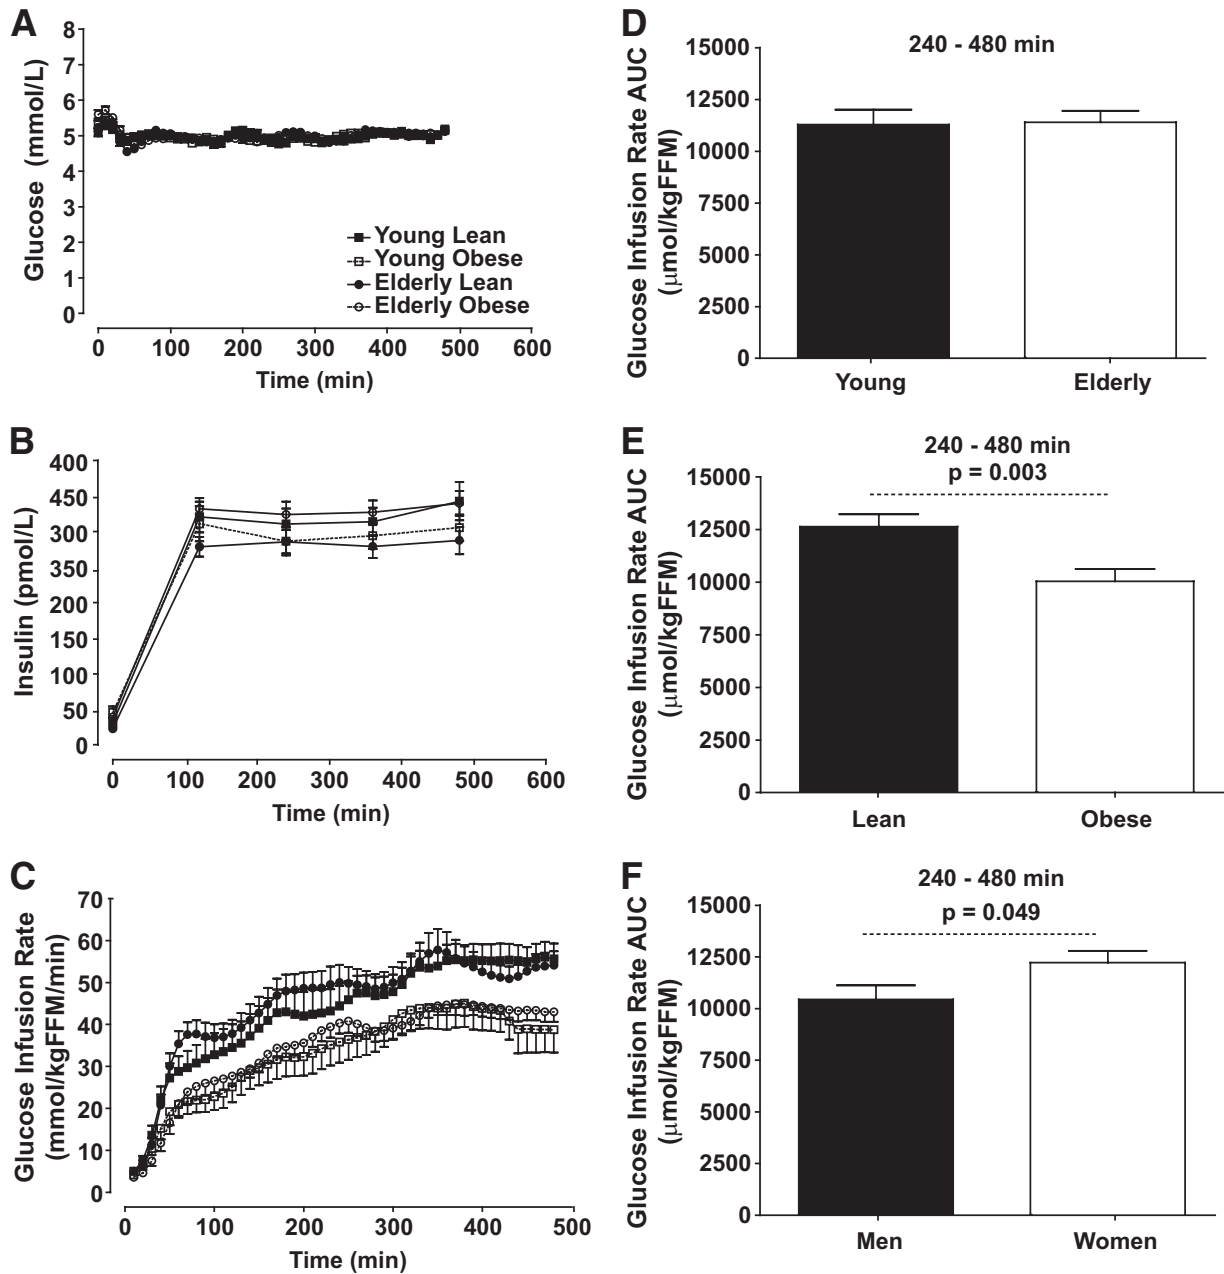 A
8
7
6
5
4
3
2
1
0
Glucose (mmol/L)
Young Lean
Young Obese
Elderly Lean
Elderly Obese
0 100 200 300 400 500 600
Time (min)
B
400
450
300
350
200
150
100
50
0
Insulin (pmol/L)
0 100 200 300 400 500 600
Time (min)
C
70
60
50
40
30
20
10
0
Glucose Infusion Rate
(mmol/kgFFM/min)
0 100 200 300 400 500
Time (min)
D
240 - 480 min
15000
12500
10000
7500
5000
2500
0
Glucose Infusion Rate AUC
(μmol/kgFFM)
Young Elderly
E
240 - 480 min
p = 0.003
15000
12500
10000
7500
5000
2500
0
Glucose Infusion Rate AUC
(μmol/kgFFM)
Lean Obese
F
240 - 480 min
p = 0.049
15000
12500
10000
7500
5000
2500
0
Glucose Infusion Rate AUC
(μmol/kgFFM)
Men Women